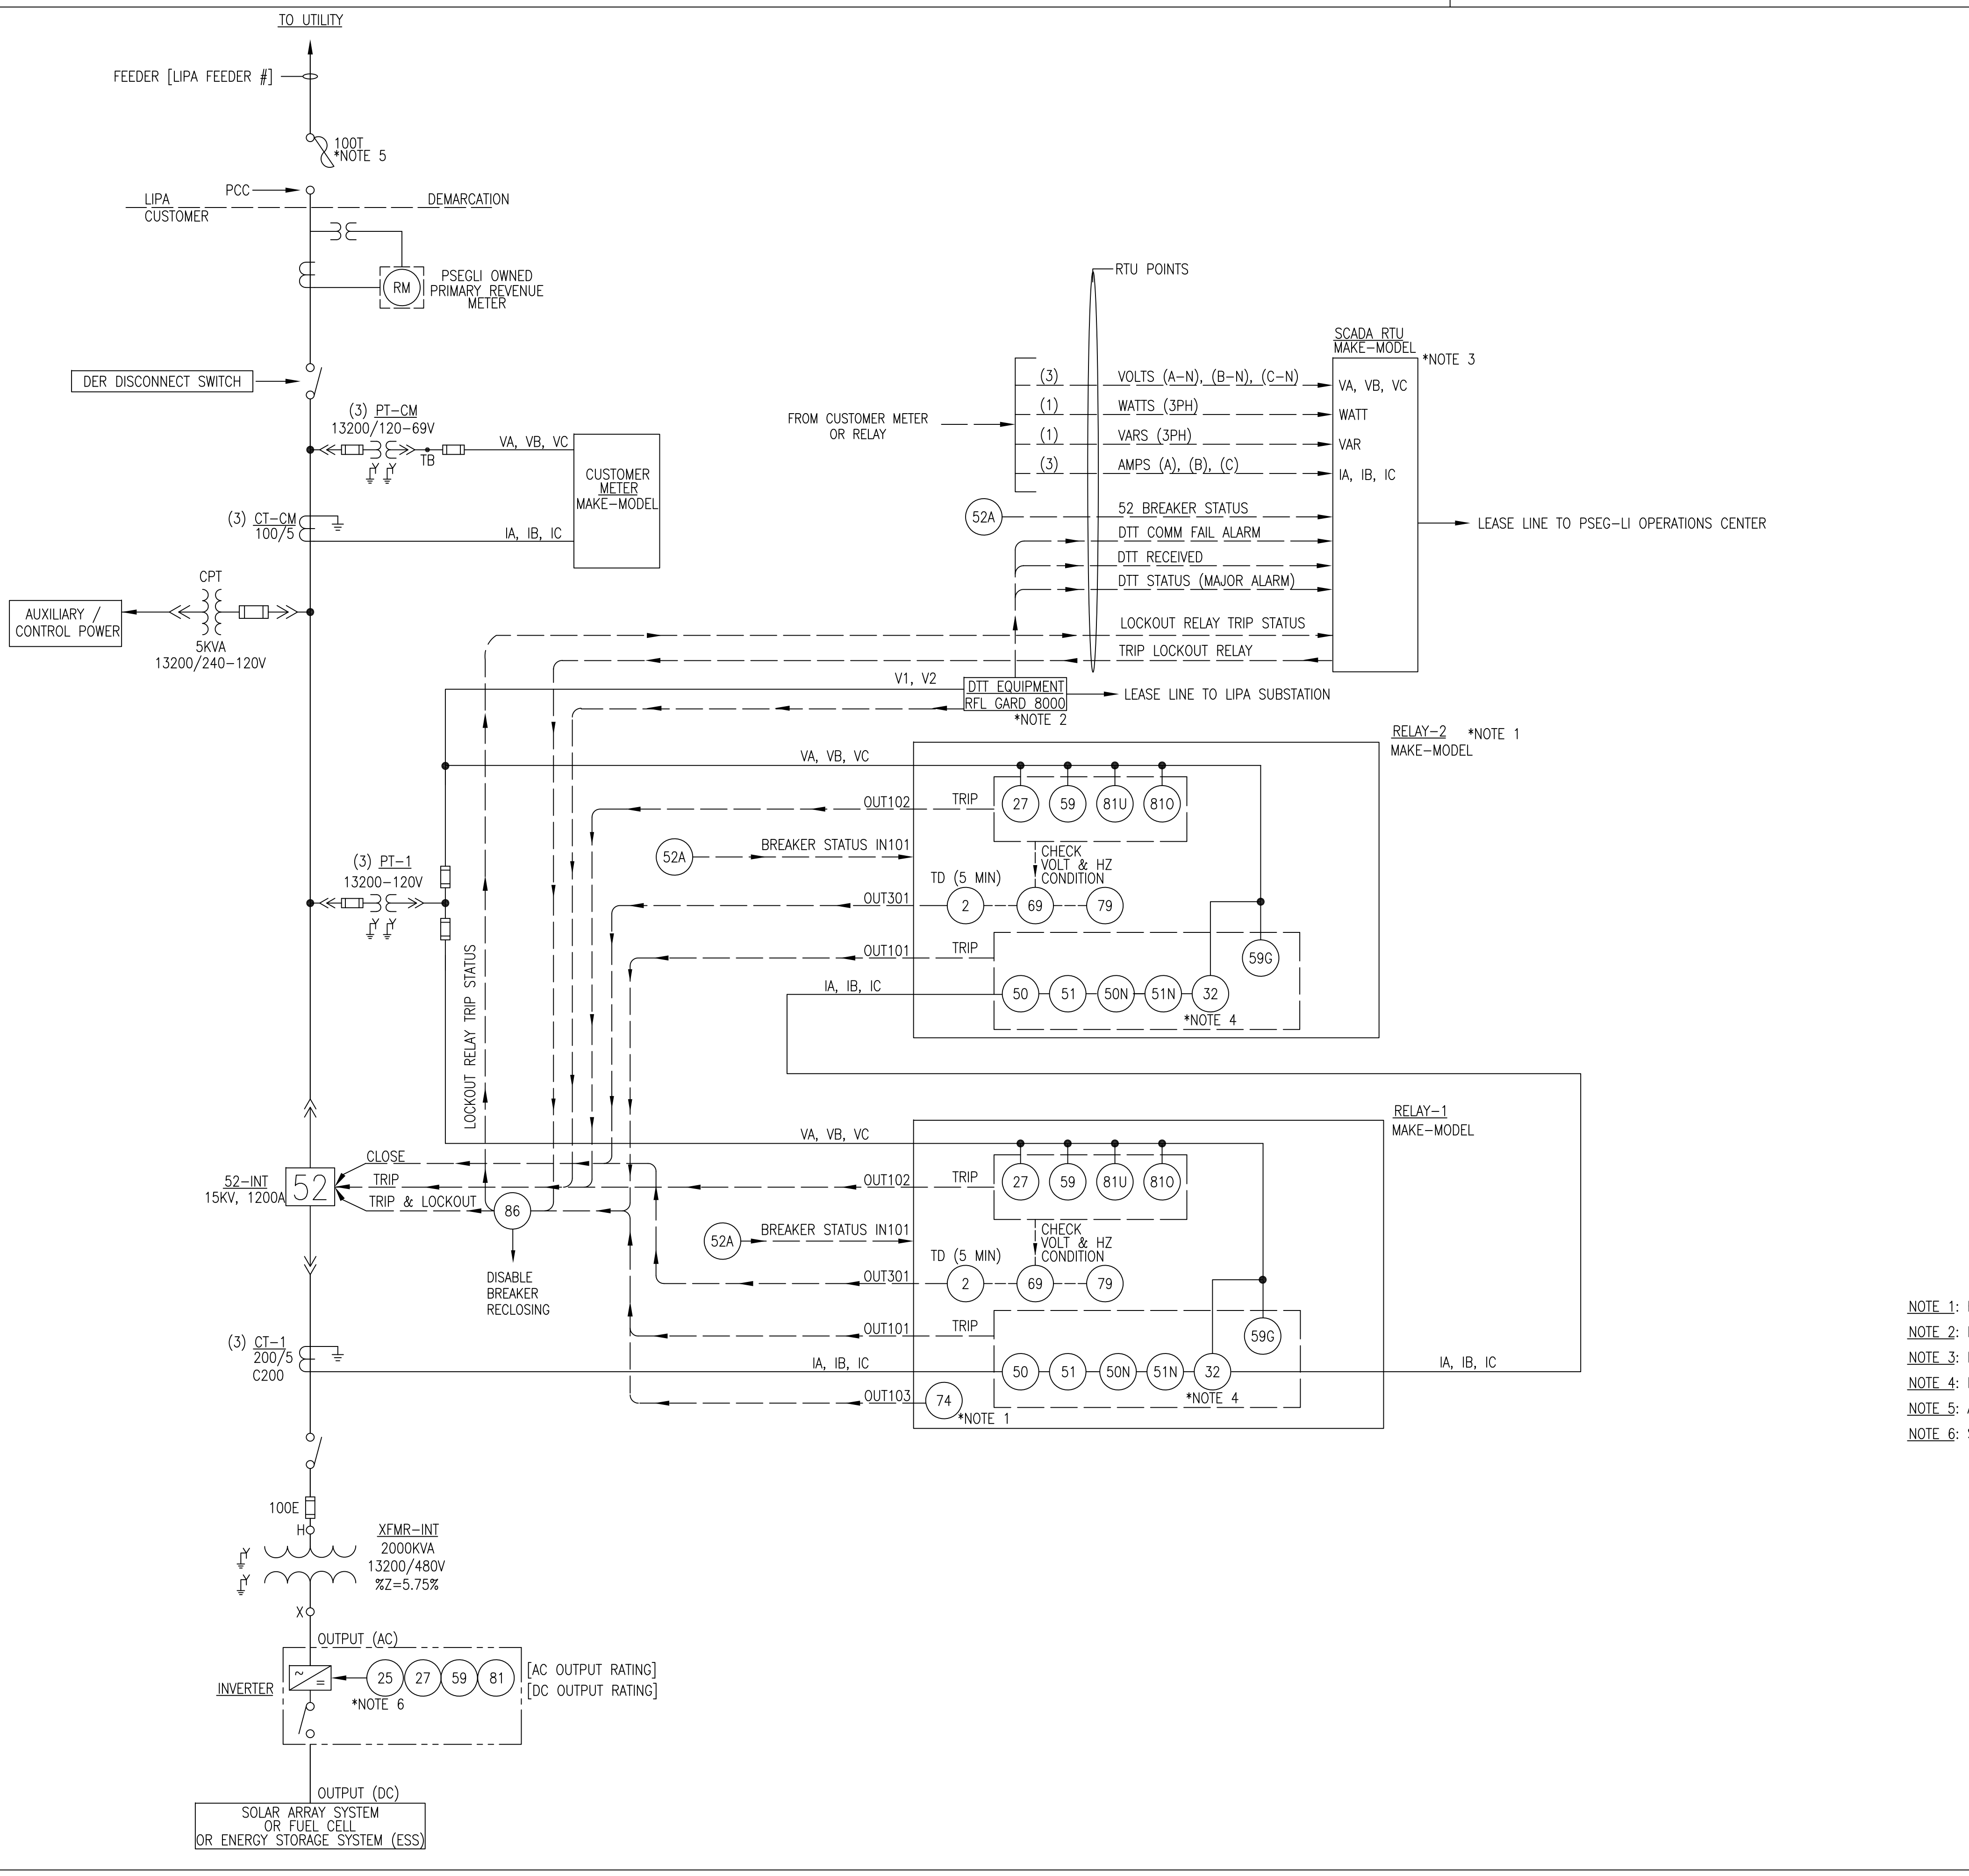 TO UTILITY
FEEDER [LIPA FEEDER #]
100T
*NOTE 5
PCC
LIPA
DEMARCATION
CUSTOMER
RM
PSEGLI OWNED
PRIMARY REVENUE
METER
DER DISCONNECT SWITCH
(3) PT-CM
13200/120-69V
TB
VA, VB, VC
CUSTOMER
METER
MAKE-MODEL
(3) CT-CM
100/5
IA, IB, IC
CPT
AUXILIARY /
CONTROL POWER
5KVA
13200/240-120V
RTU POINTS
SCADA RTU
MAKE-MODEL
*NOTE 3
FROM CUSTOMER METER
OR RELAY
(3) VOLTS (A-N), (B-N), (C-N)
VA, VB, VC
(1) WATTS (3PH)
WATT
(1) VARS (3PH)
VAR
(3) AMPS (A), (B), (C)
IA, IB, IC
52A
52 BREAKER STATUS
DTT COMM FAIL ALARM
DTT RECEIVED
DTT STATUS (MAJOR ALARM)
LOCKOUT RELAY TRIP STATUS
TRIP LOCKOUT RELAY
LEASE LINE TO PSEG-LI OPERATIONS CENTER
V1, V2
DTT EQUIPMENT
RFL GARD 8000
*NOTE 2
LEASE LINE TO LIPA SUBSTATION
RELAY-2 *NOTE 1
MAKE-MODEL
VA, VB, VC
OUT102
TRIP
27
59
81U
81O
52A
BREAKER STATUS IN101
CHECK
VOLT & HZ
CONDITION
TD (5 MIN)
OUT301
2
69
79
OUT101
TRIP
59G
IA, IB, IC
50
51
50N
51N
32
*NOTE 4
(3) PT-1
13200-120V
LOCKOUT RELAY TRIP STATUS
RELAY-1
MAKE-MODEL
VA, VB, VC
CLOSE
TRIP
TRIP & LOCKOUT
52-INT
15KV, 1200A
52
86
DISABLE
BREAKER
RECLOSING
OUT102
TRIP
27
59
81U
81O
52A
BREAKER STATUS IN101
CHECK
VOLT & HZ
CONDITION
TD (5 MIN)
OUT301
2
69
79
OUT101
TRIP
59G
IA, IB, IC
50
51
50N
51N
32
*NOTE 4
IA, IB, IC
OUT103
74
*NOTE 1
(3) CT-1
200/5
C200
100E
H
XFMR-INT
2000KVA
13200/480V
%Z=5.75%
X
OUTPUT (AC)
INVERTER
~
=
25
27
59
81
*NOTE 6
[AC OUTPUT RATING]
[DC OUTPUT RATING]
OUTPUT (DC)
SOLAR ARRAY SYSTEM
OR FUEL CELL
OR ENERGY STORAGE SYSTEM (ESS)
NOTE 1:
NOTE 2:
NOTE 3:
NOTE 4:
NOTE 5:
NOTE 6: